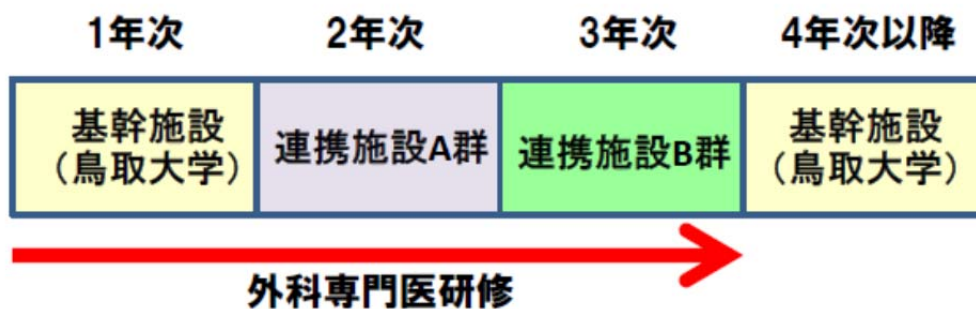 1年次 2年次 3年次 4年次以降
基幹施設
（鳥取大学）
連携施設A群
連携施設B群
基幹施設
（鳥取大学）
外科専門医研修